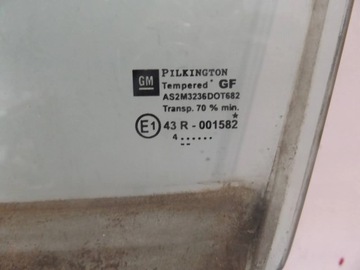 GM
PILKINGTON
Tempered GF
AS2M3236DOT682
Transp. 70 % min.
E1 43 R - 001582
4 ......